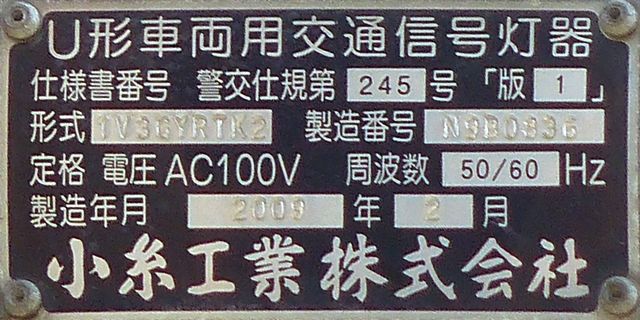 U形車両用交通信号灯器
仕様書番号 警交仕規第 245 号 「版 1 」
形式 1V3GYRTK2 製造番号 N9B0836
定格 電圧 AC100V 周波数 50/60 Hz
製造年月 2009 年 2 月
小糸工業株式会社